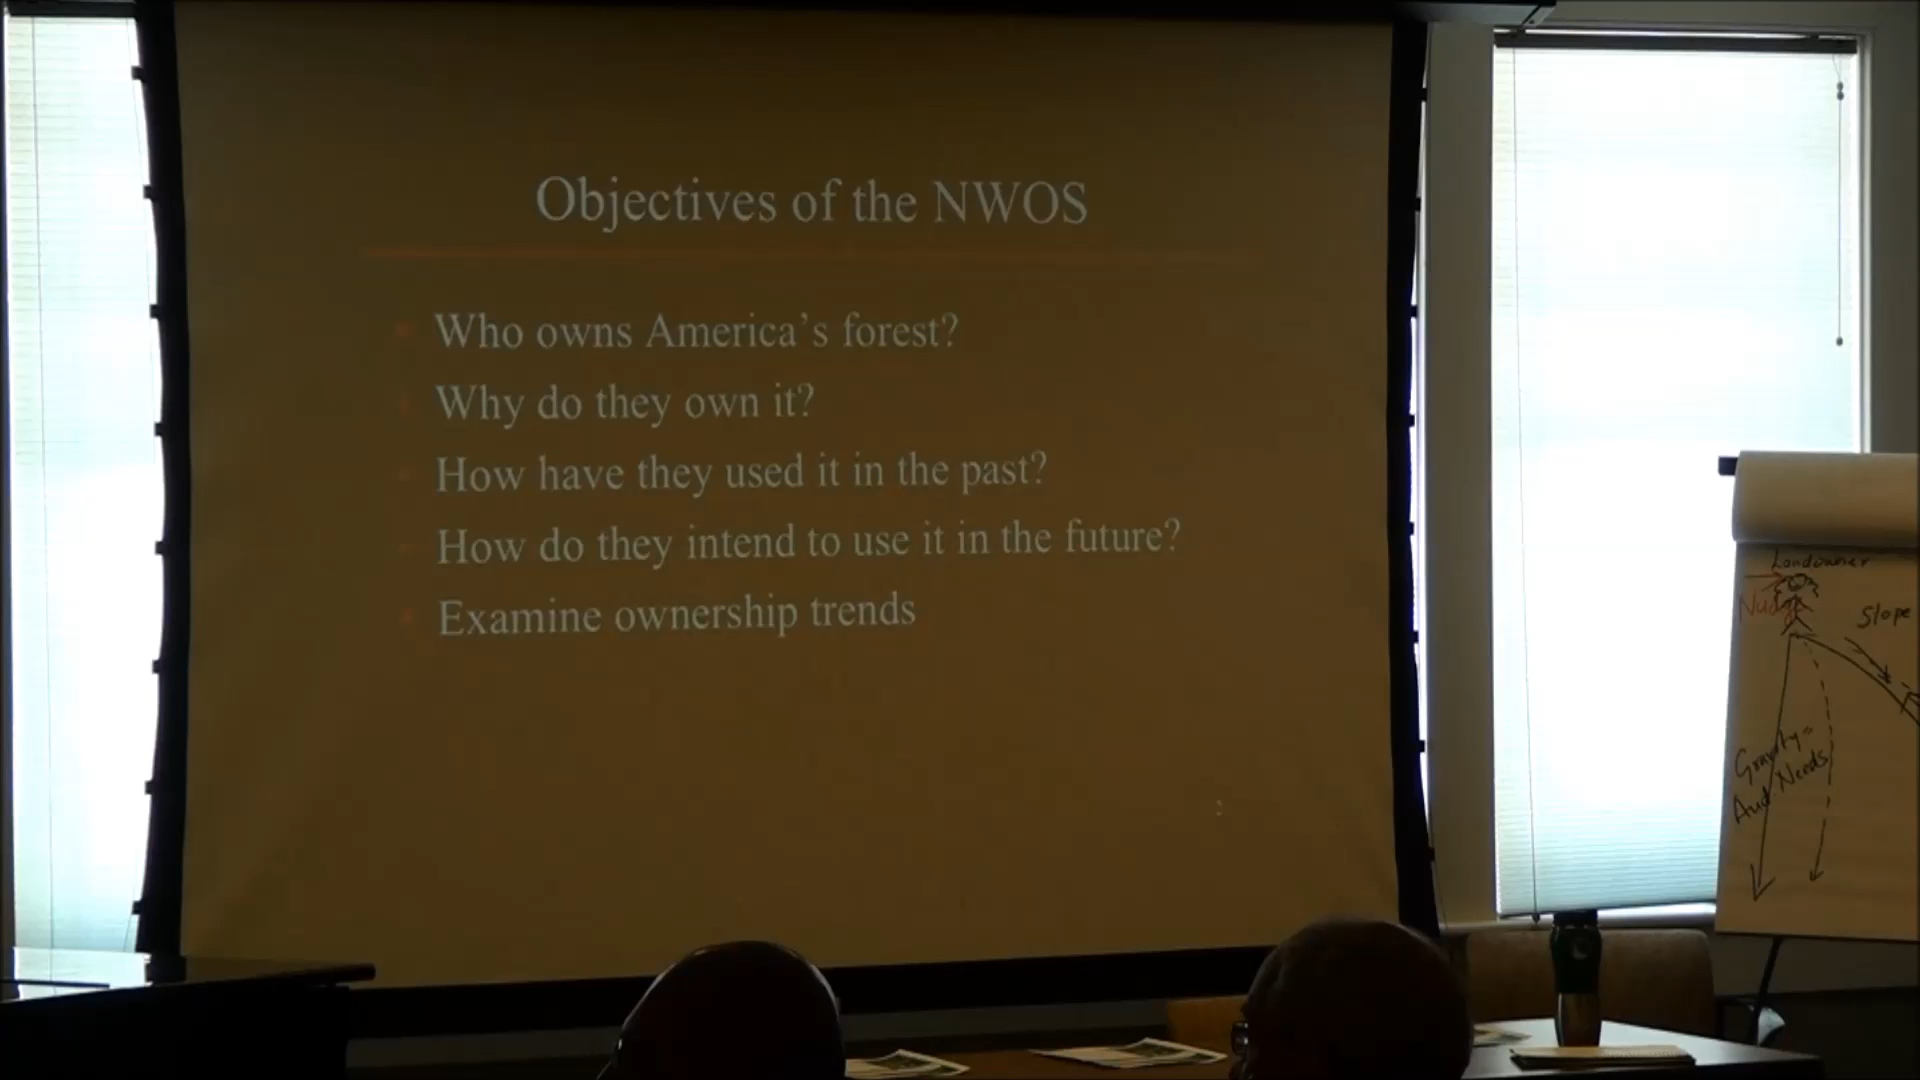 Objectives of the NWOS
Who owns America's forest?
Why do they own it?
How have they used it in the past?
How do they intend to use it in the future?
Examine ownership trends
Landowner
Nudge
Slope
Gravity =
And Needs